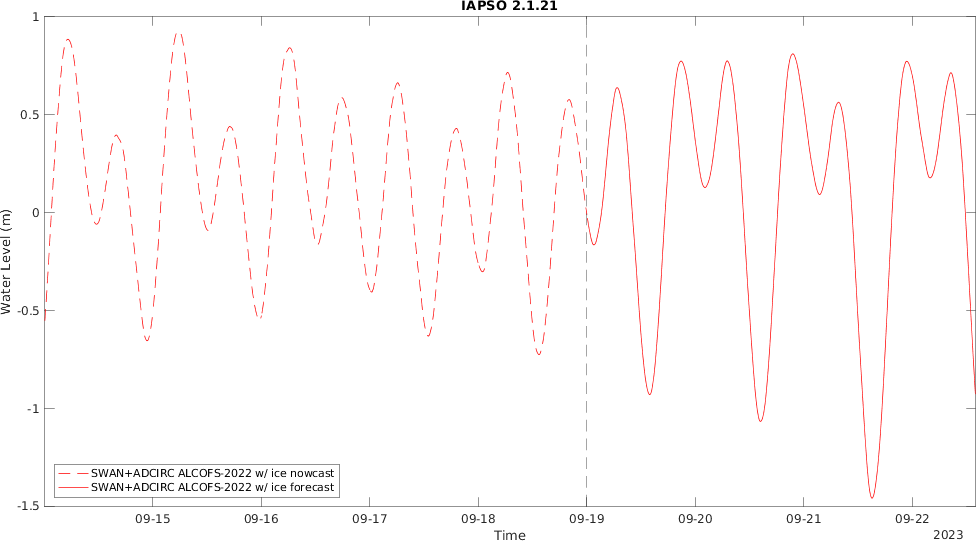 IAPSO 2.1.21
1
0.5
0
-0.5
-1
-1.5
Water Level (m)
SWAN+ADCIRC ALCOFS-2022 w/ ice nowcast
SWAN+ADCIRC ALCOFS-2022 w/ ice forecast
09-15 09-16 09-17 09-18 09-19 09-20 09-21 09-22
Time
2023